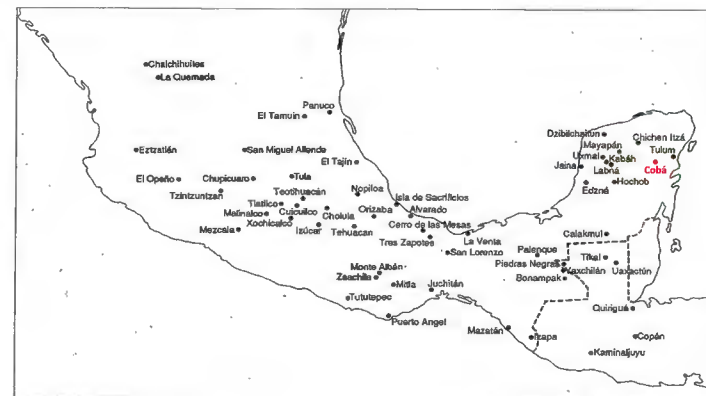 Chalchihuites
La Quemada
Panuco
El Tamuin
Dzibilchaltun
Chichen Itzá
Mayapán
Tulum
Eztratlán
San Miguel Allende
Uxmal
Kabáh
Cobá
El Tajín
Jaina
Labná
El Opeño
Chupicuaro
Tula
Hochob
Edzná
Tzintzuntzan
Teotihuacán
Nopiloa
Tlatilco
Isla de Sacrificios
Malinalco
Cuicuilco
Cholula
Orizaba
Alvarado
Xochicalco
Cerro de las Mesas
Calakmul
Mezcala
Izúcar
Tehuacan
La Venta
Tres Zapotes
San Lorenzo
Palenque
Tikal
Piedras Negras
Uaxactún
Yaxchilán
Monte Albán
Bonampak
Zaachila
Mitla
Juchitán
Tututepec
Quiriguá
Puerto Angel
Mazatán
Izapa
Copán
Kaminaljuyu